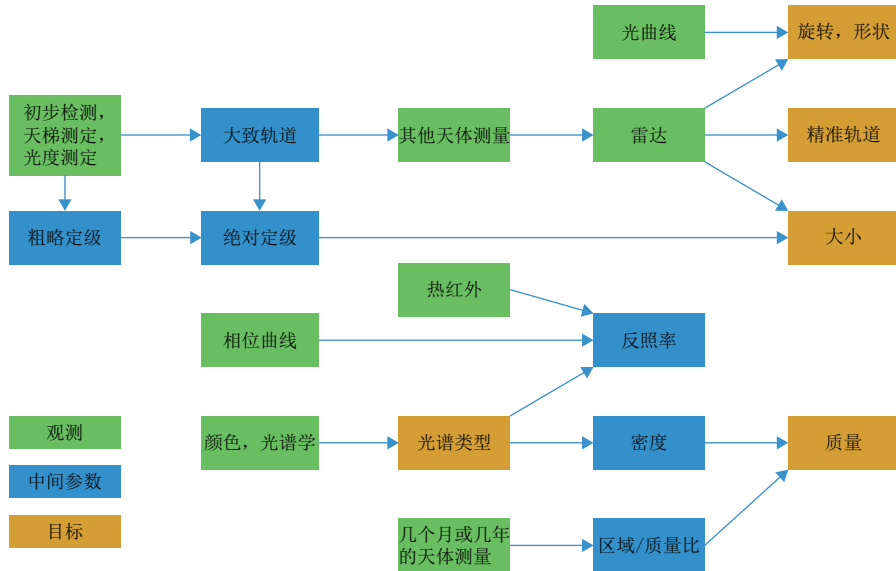 光曲线
旋转，形状
初步检测，
天梯测定，
光度测定
大致轨道
其他天体测量
雷达
精准轨道
粗略定级
绝对定级
大小
热红外
相位曲线
反照率
观测
颜色，光谱学
光谱类型
密度
质量
中间参数
目标
几个月或几年
的天体测量
区域/质量比